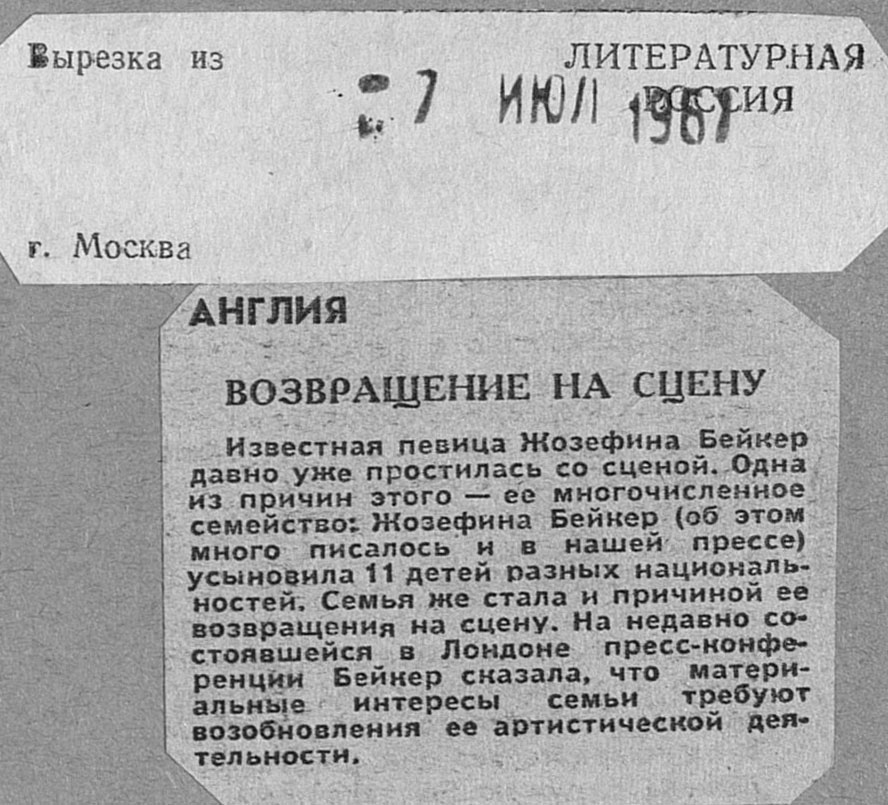 Вырезка из
ЛИТЕРАТУРНАЯ
РОССИЯ
7 ИЮЛ 1967
г. Москва
АНГЛИЯ
ВОЗВРАЩЕНИЕ НА СЦЕНУ
Известная певица Жозефина Бейкер
давно уже простилась со сценой. Одна
из причин этого — ее многочисленное
семейство: Жозефина Бейкер (об этом
много писалось и в нашей прессе)
усыновила 11 детей разных националь-
ностей. Семья же стала и причиной ее
возвращения на сцену. На недавно со-
стоявшейся в Лондоне пресс-конфе-
ренции Бейкер сказала, что матери-
альные интересы семьи требуют
возобновления ее артистической дея-
тельности.